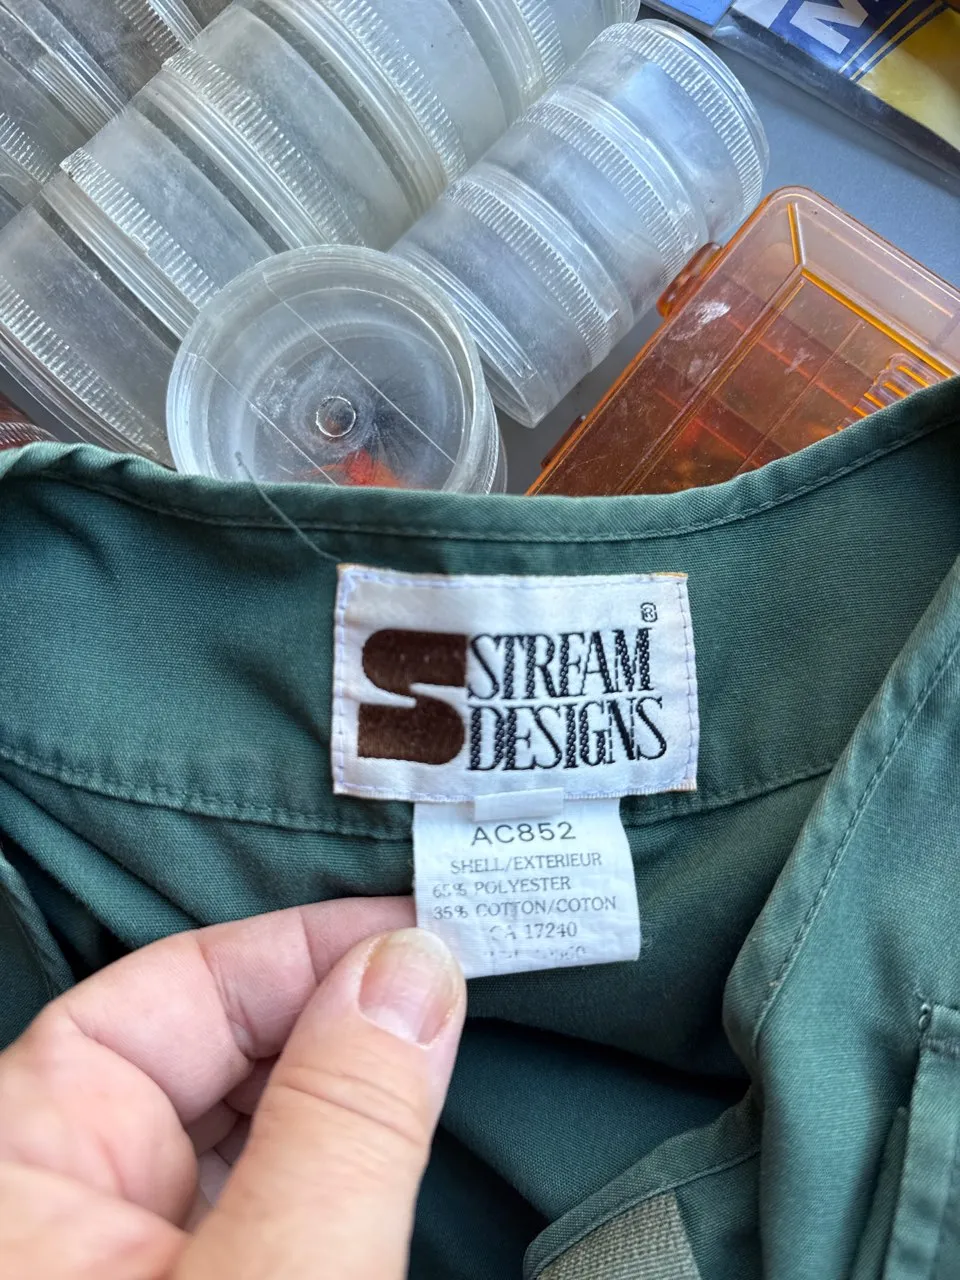 STREAM ®
DESIGNS
AC852
SHELL/EXTERIEUR
65% POLYESTER
35% COTTON/COTON
CA 17240